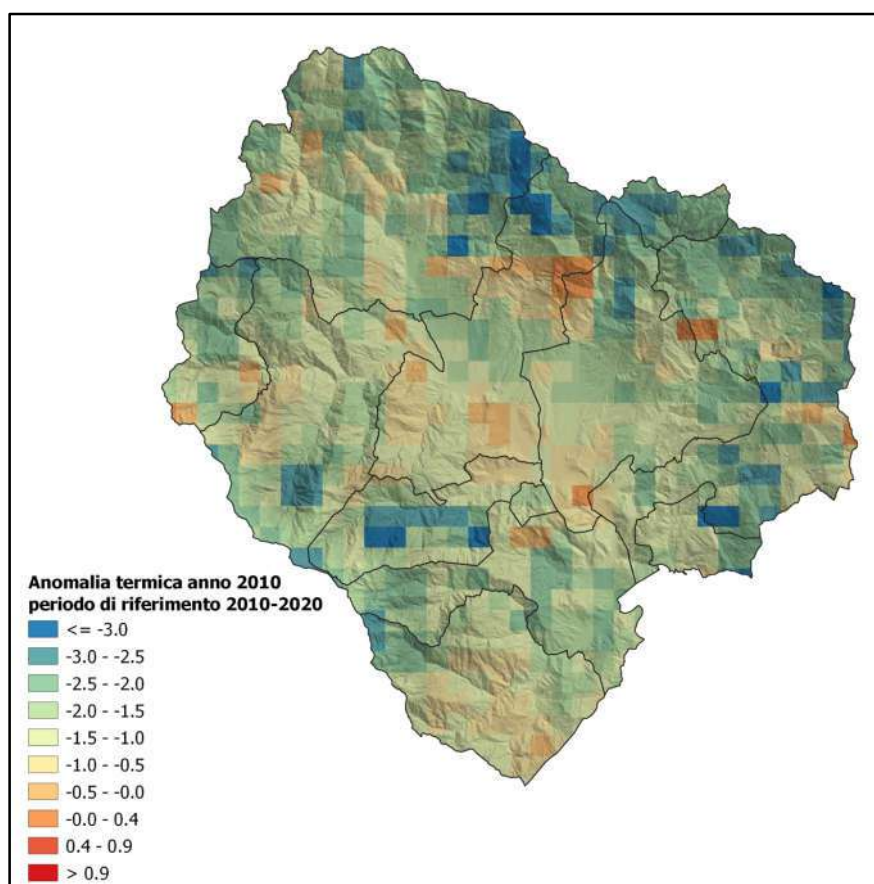 Anomalia termica anno 2010
periodo di riferimento 2010-2020
<= -3.0
-3.0 - -2.5
-2.5 - -2.0
-2.0 - -1.5
-1.5 - -1.0
-1.0 - -0.5
-0.5 - -0.0
-0.0 - 0.4
0.4 - 0.9
> 0.9